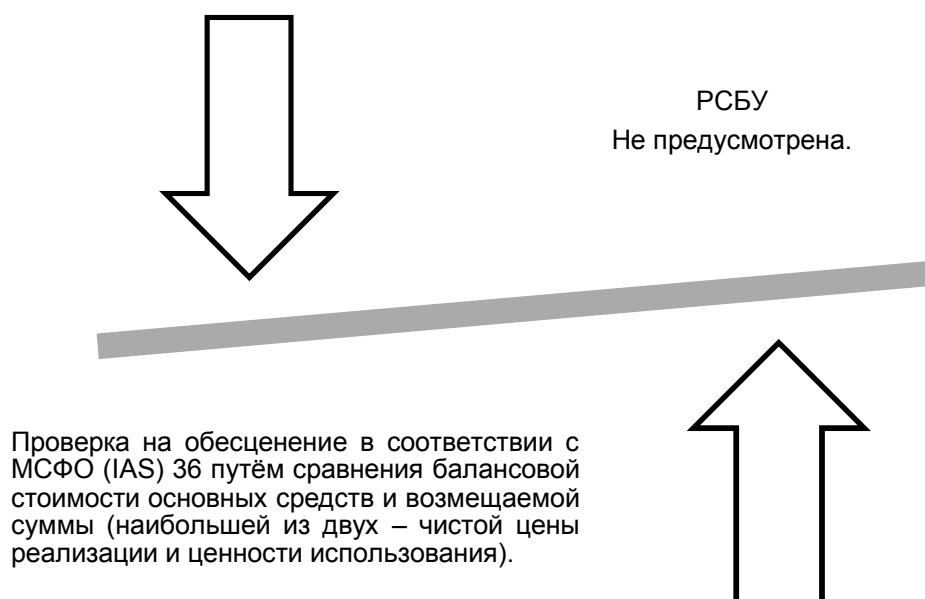 РСБУ
Не предусмотрена.
Проверка на обесценение в соответствии с
МСФО (IAS) 36 путём сравнения балансовой
стоимости основных средств и возмещаемой
суммы (наибольшей из двух – чистой цены
реализации и ценности использования).